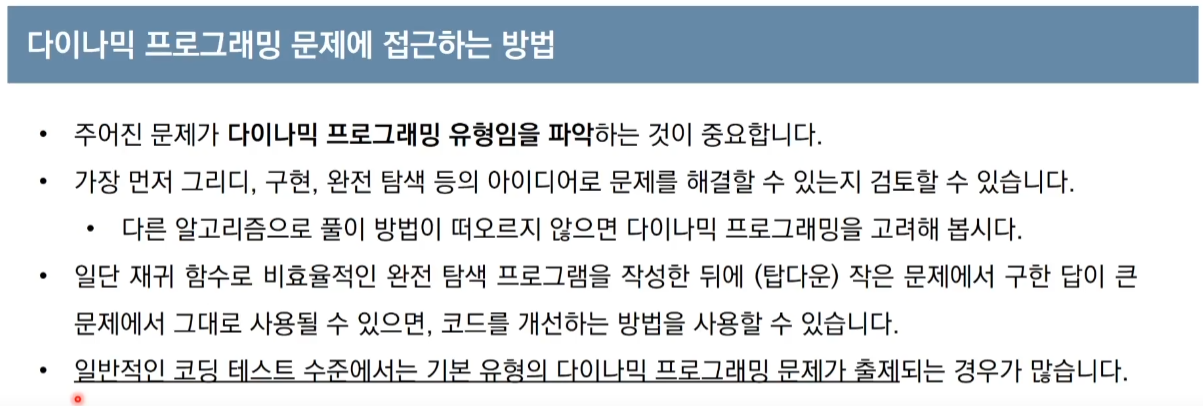 다이나믹 프로그래밍 문제에 접근하는 방법
• 주어진 문제가 다이나믹 프로그래밍 유형임을 파악하는 것이 중요합니다.
• 가장 먼저 그리디, 구현, 완전 탐색 등의 아이디어로 문제를 해결할 수 있는지 검토할 수 있습니다.
• 다른 알고리즘으로 풀이 방법이 떠오르지 않으면 다이나믹 프로그래밍을 고려해 봅시다.
• 일단 재귀 함수로 비효율적인 완전 탐색 프로그램을 작성한 뒤에 (탑다운) 작은 문제에서 구한 답이 큰
문제에서 그대로 사용될 수 있으면, 코드를 개선하는 방법을 사용할 수 있습니다.
• 일반적인 코딩 테스트 수준에서는 기본 유형의 다이나믹 프로그래밍 문제가 출제되는 경우가 많습니다.